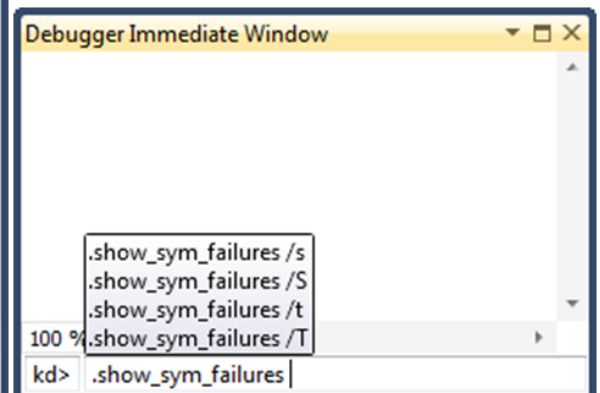 Debugger Immediate Window
.show_sym_failures /s
.show_sym_failures /S
.show_sym_failures /t
100 % .show_sym_failures /T
kd> .show_sym_failures